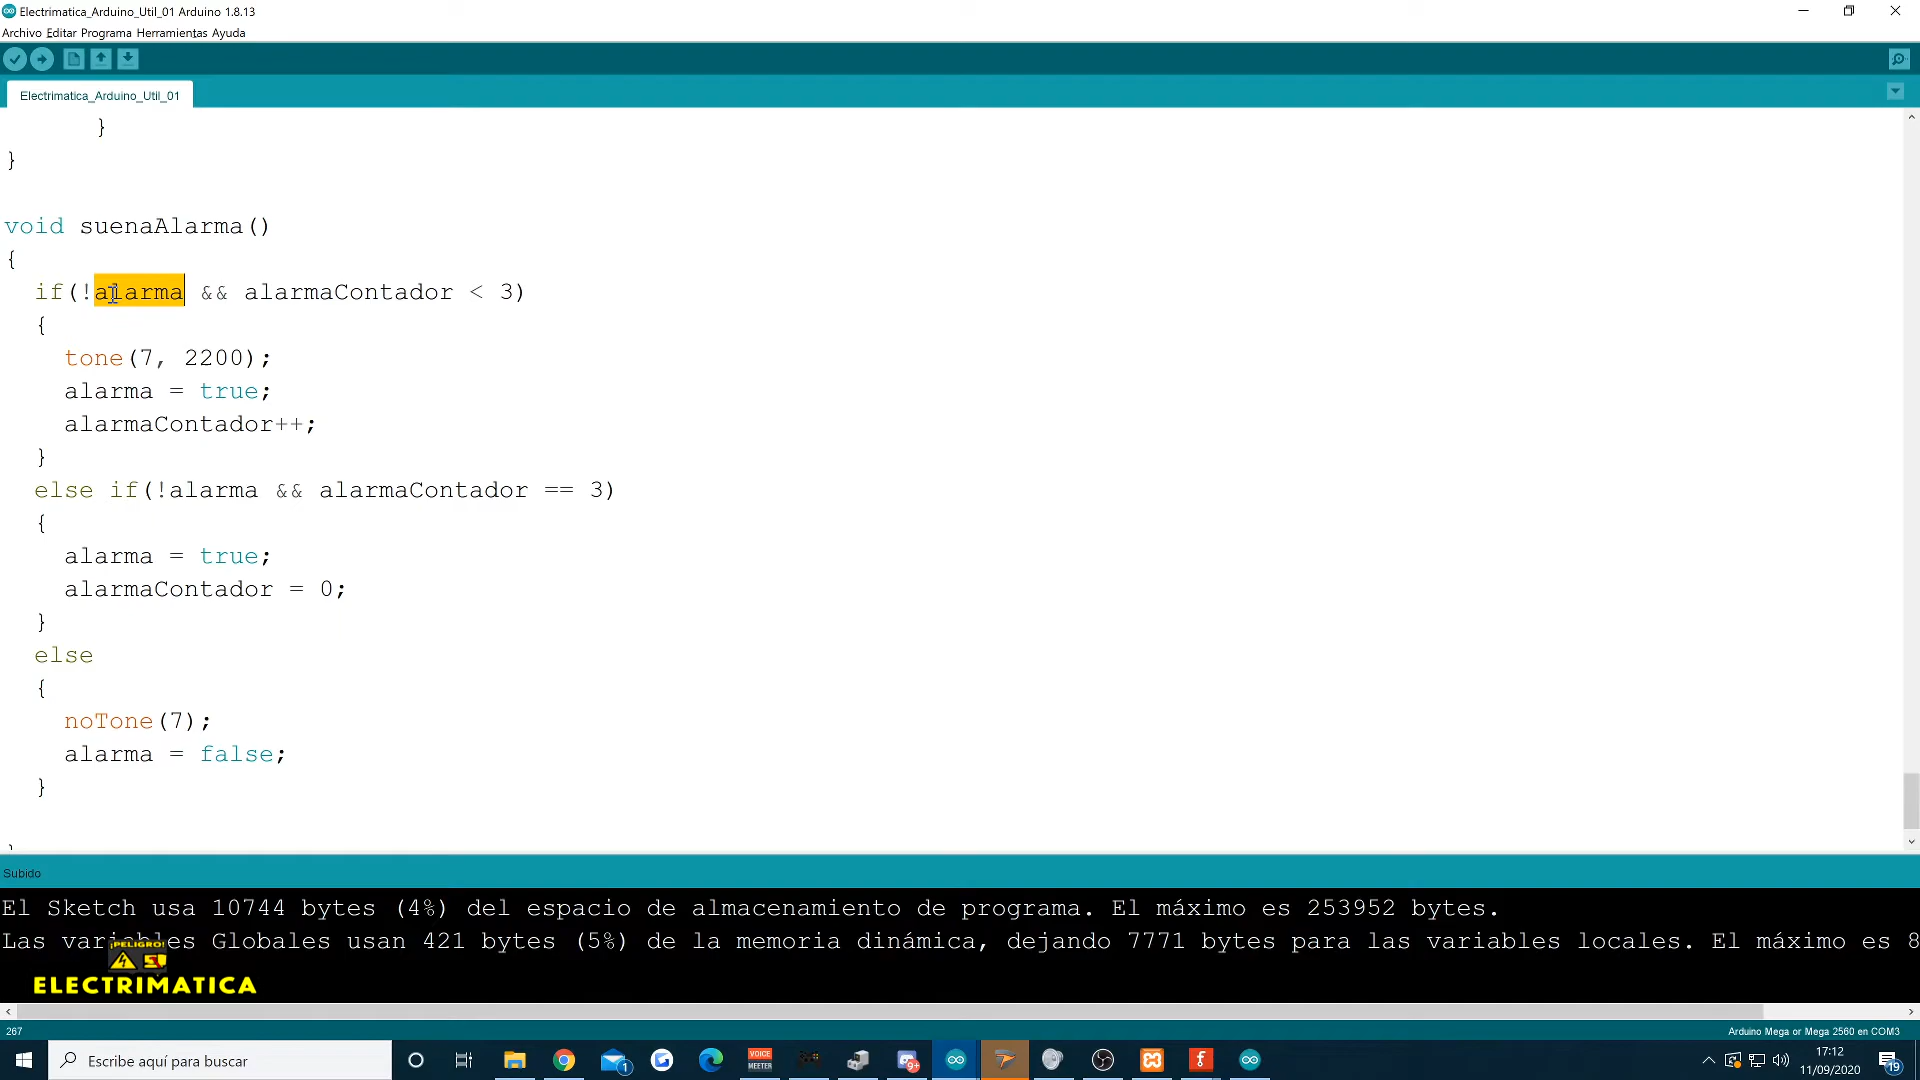 Electrimatica_Arduino_Util_01 Arduino 1.8.13
Archivo Editar Programa Herramientas Ayuda
Electrimatica_Arduino_Util_01
}
}
void suenaAlarma()
{
if(!alarma && alarmaContador < 3)
{
tone(7, 2200);
alarma = true;
alarmaContador++;
}
else if(!alarma && alarmaContador == 3)
{
alarma = true;
alarmaContador = 0;
}
else
{
noTone(7);
alarma = false;
}
Subido
El Sketch usa 10744 bytes (4%) del espacio de almacenamiento de programa. El máximo es 253952 bytes.
Las variables Globales usan 421 bytes (5%) de la memoria dinámica, dejando 7771 bytes para las variables locales. El máximo es 8
¡PELIGRO!
ELECTRIMATICA
267
Arduino Mega or Mega 2560 en COM3
Escribe aquí para buscar
1
VOICE
MEETER
9+
17:12
11/09/2020
19